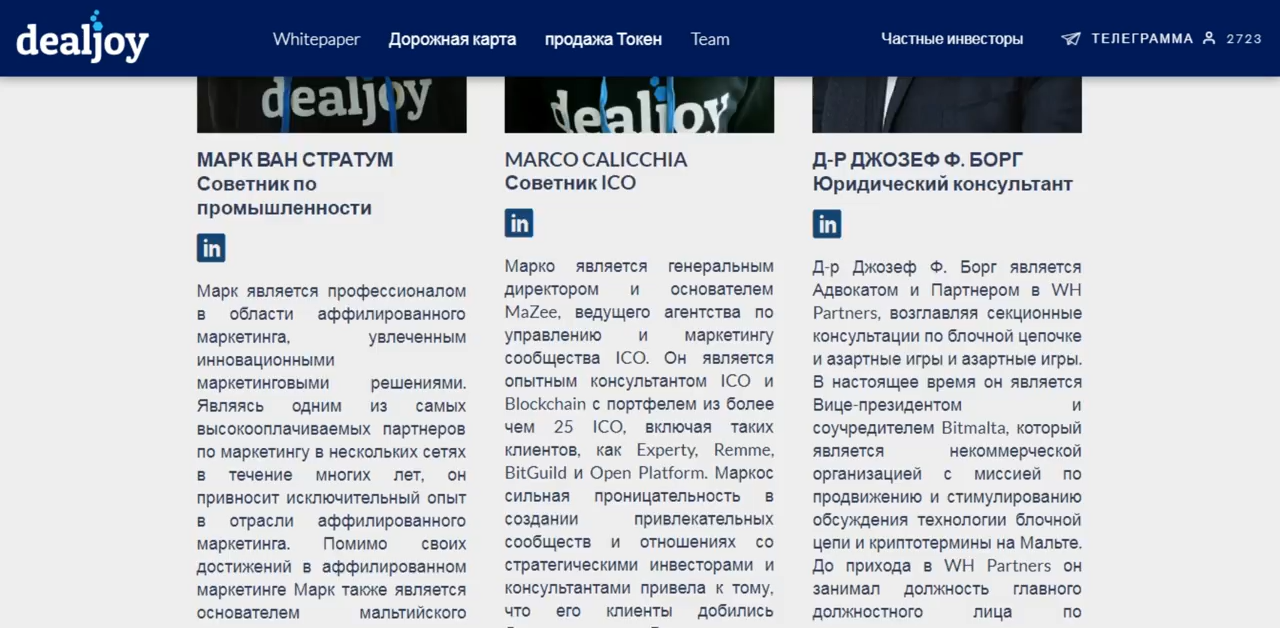 dealjoy
Whitepaper Дорожная карта продажа Токен Team Частные инвесторы ТЕЛЕГРАММА 2723
dealjoy
dealjoy
МАРК ВАН СТРАТУМ
Советник по
промышленности
in
Марк является профессионалом
в области аффилированного
маркетинга, увлеченным
инновационными
маркетинговыми решениями.
Являясь одним из самых
высокооплачиваемых партнеров
по маркетингу в нескольких сетях
в течение многих лет, он
привносит исключительный опыт
в отрасли аффилированного
маркетинга. Помимо своих
достижений в аффилированном
маркетинге Марк также является
основателем мальтийского
MARCO CALICCHIA
Советник ICO
in
Марко является генеральным
директором и основателем
MaZee, ведущего агентства по
управлению и маркетингу
сообщества ICO. Он является
опытным консультантом ICO и
Blockchain с портфелем из более
чем 25 ICO, включая таких
клиентов, как Experty, Remme,
BitGuild и Open Platform. Маркос
сильная проницательность в
создании привлекательных
сообществ и отношениях со
стратегическими инвесторами и
консультантами привела к тому,
что его клиенты добились
Д-Р ДЖОЗЕФ Ф. БОРГ
Юридический консультант
in
Д-р Джозеф Ф. Борг является
Адвокатом и Партнером в WH
Partners, возглавляя секционные
консультации по блочной цепочке
и азартные игры и азартные игры.
В настоящее время он является
Вице-президентом и
соучредителем Bitmalta, который
является некоммерческой
организацией с миссией по
продвижению и стимулированию
обсуждения технологии блочной
цепи и криптотермины на Мальте.
До прихода в WH Partners он
занимал должность главного
должностного лица по